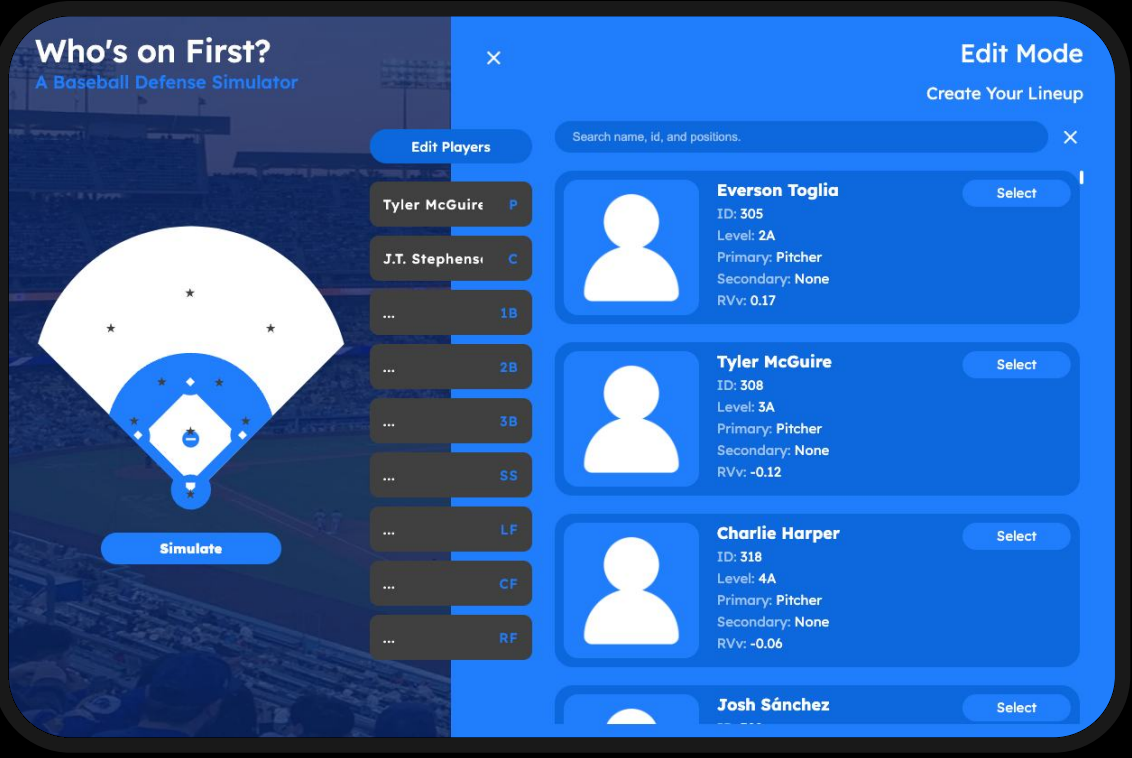 Who's on First?
A Baseball Defense Simulator
Simulate
Edit Players
Tyler McGuire P
J.T. Stephens C
... 1B
... 2B
... 3B
... SS
... LF
... CF
... RF
Edit Mode
Create Your Lineup
Search name, id, and positions.
Everson Toglia
Select
ID: 305
Level: 2A
Primary: Pitcher
Secondary: None
RVv: 0.17
Tyler McGuire
Select
ID: 308
Level: 3A
Primary: Pitcher
Secondary: None
RVv: -0.12
Charlie Harper
Select
ID: 318
Level: 4A
Primary: Pitcher
Secondary: None
RVv: -0.06
Josh Sánchez
Select